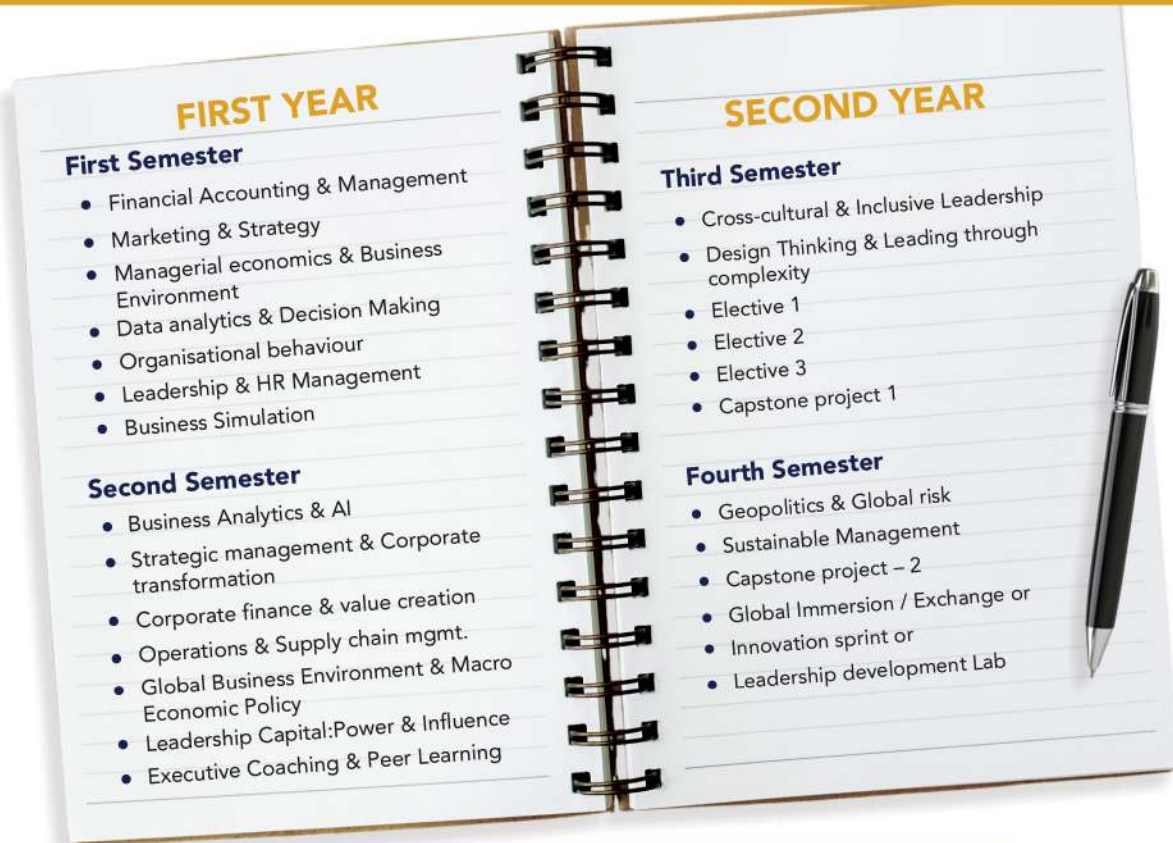 FIRST YEAR
First Semester
• Financial Accounting & Management
• Marketing & Strategy
• Managerial economics & Business
Environment
• Data analytics & Decision Making
• Organisational behaviour
• Leadership & HR Management
• Business Simulation
Second Semester
• Business Analytics & AI
• Strategic management & Corporate
transformation
• Corporate finance & value creation
• Operations & Supply chain mgmt.
• Global Business Environment & Macro
Economic Policy
• Leadership Capital:Power & Influence
• Executive Coaching & Peer Learning
SECOND YEAR
Third Semester
• Cross-cultural & Inclusive Leadership
• Design Thinking & Leading through
complexity
• Elective 1
• Elective 2
• Elective 3
• Capstone project 1
Fourth Semester
• Geopolitics & Global risk
• Sustainable Management
• Capstone project – 2
• Global Immersion / Exchange or
• Innovation sprint or
• Leadership development Lab